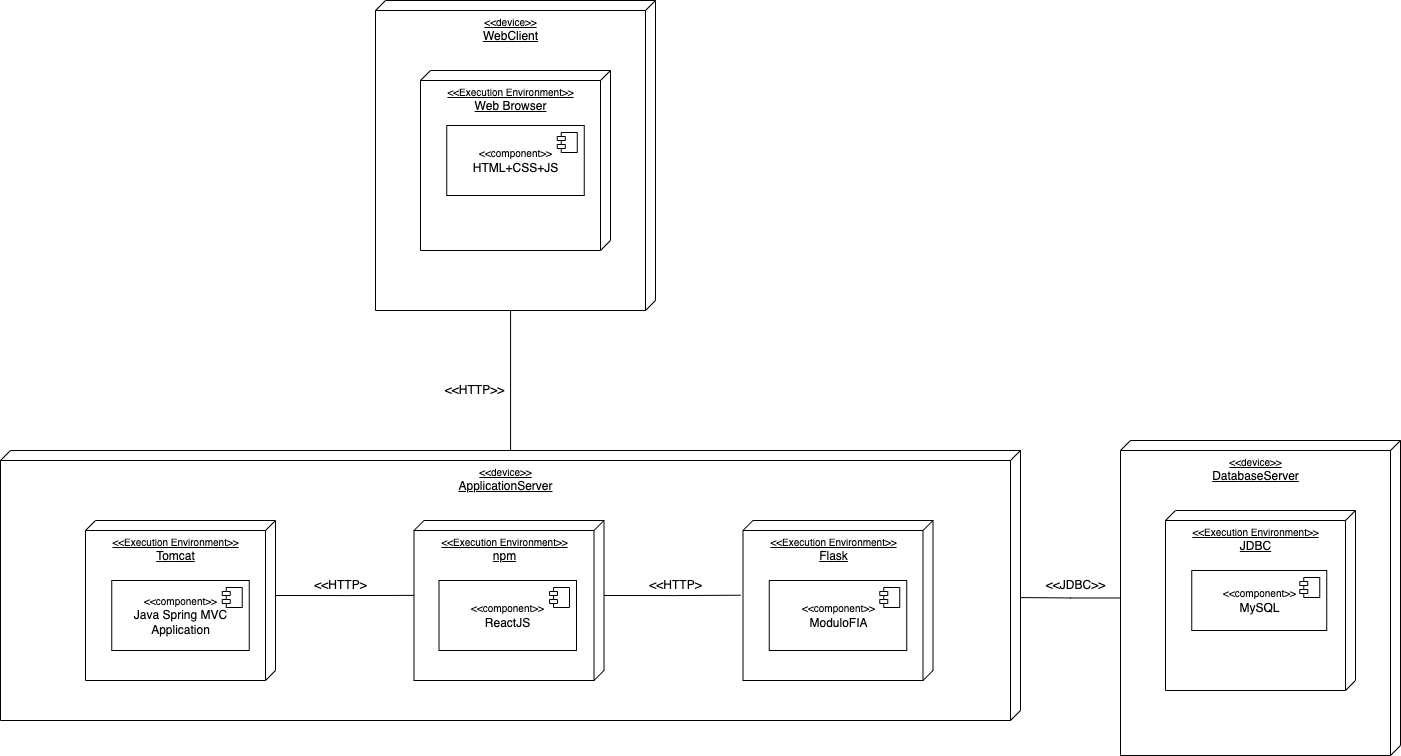 <<device>>
WebClient
<<Execution Environment>>
Web Browser
<<component>>
HTML+CSS+JS
<<HTTP>>
<<device>>
ApplicationServer
<<Execution Environment>>
Tomcat
<<component>>
Java Spring MVC
Application
<<HTTP>
<<Execution Environment>>
npm
<<component>>
ReactJS
<<HTTP>
<<Execution Environment>>
Flask
<<component>>
ModuloFIA
<<JDBC>>
<<device>>
DatabaseServer
<<Execution Environment>>
JDBC
<<component>>
MySQL